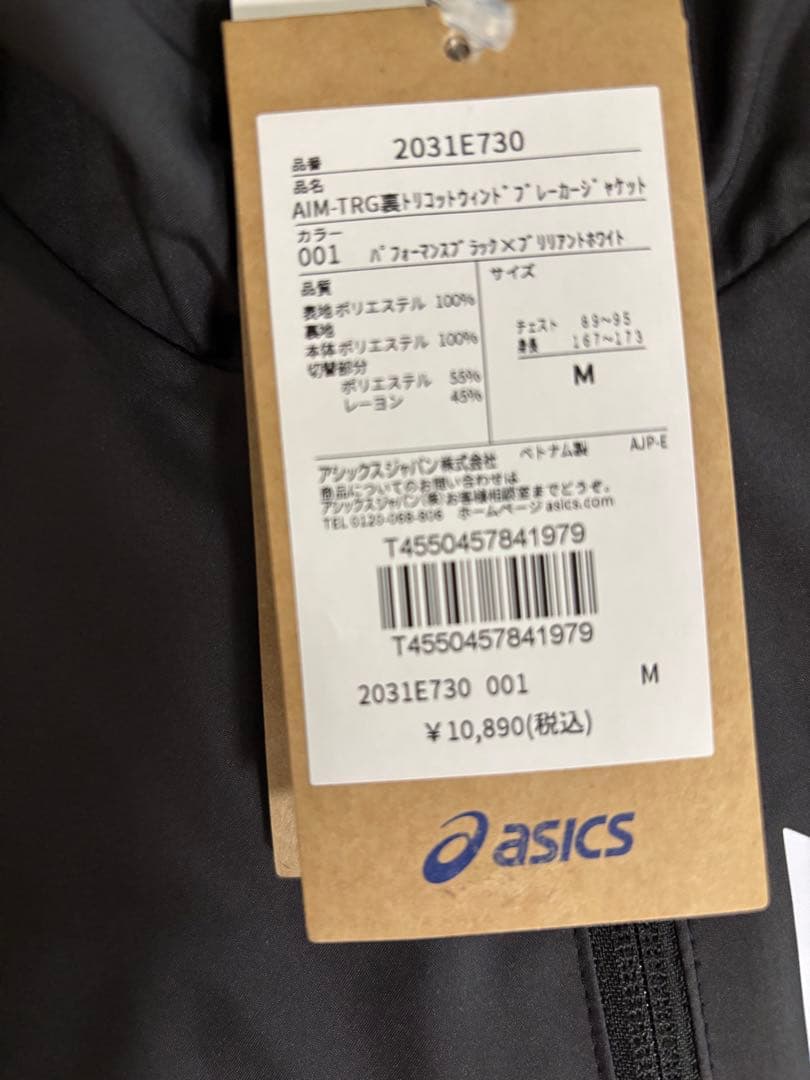 品番 2031E730
品名
AIM-TRG裏ﾄﾘｺｯﾄｳｨﾝﾄﾞﾌﾞﾚｰｶｰｼﾞｬｹｯﾄ
カラー
001 ﾊﾟﾌｫｰﾏﾝｽﾌﾞﾗｯｸ×ﾌﾞﾘﾘｱﾝﾄﾎﾜｲﾄ
品質
表地 ポリエステル 100%
裏地
本体 ポリエステル 100%
切替部分
ポリエステル 55%
レーヨン 45%
サイズ
チェスト 89~95
身長 167~173
M
アシックスジャパン株式会社 ベトナム製 AJP-E
商品についてのお問い合わせは
アシックスジャパン(株)お客様相談室までどうぞ。
TEL 0120-068-806 ホームページ asics.com
T4550457841979
T4550457841979
2031E730 001 M
¥10,890(税込)
asics